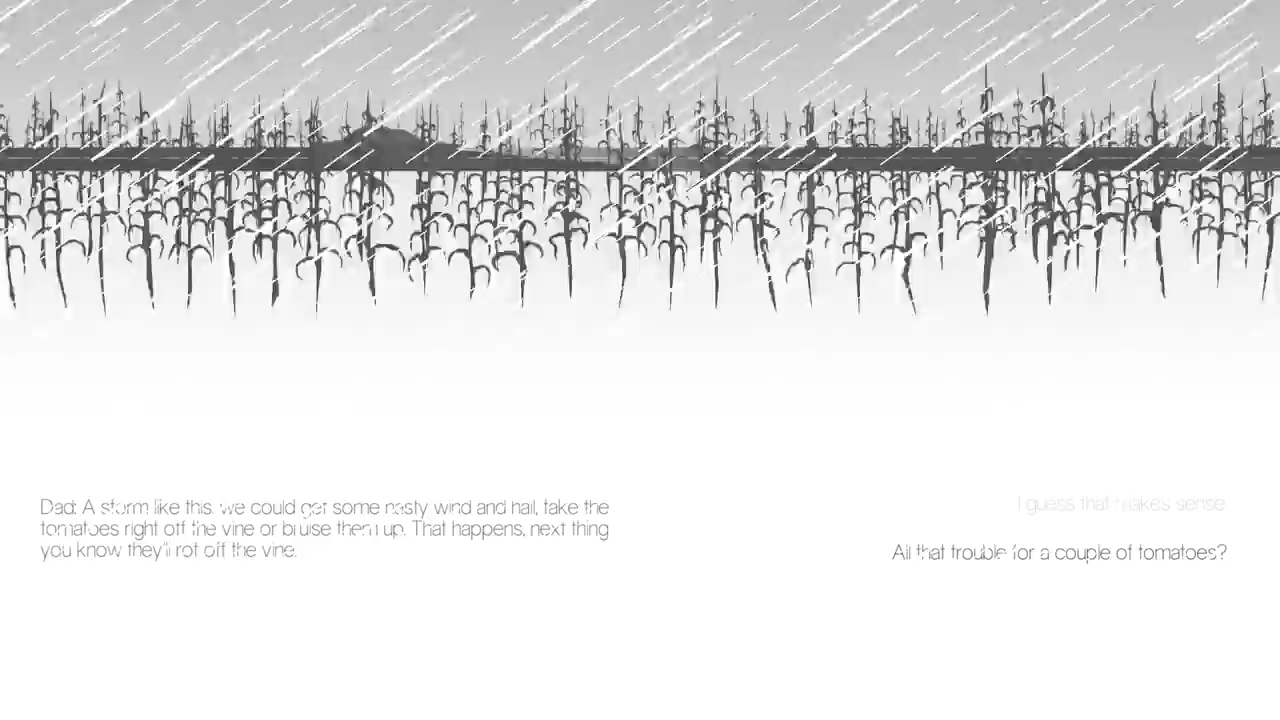 Dad: A storm like this, we could get some nasty wind and hail, take the
tomatoes right off the vine or bruise them up. That happens, next thing
you know they'll rot off the vine.
I guess that makes sense
All that trouble for a couple of tomatoes?